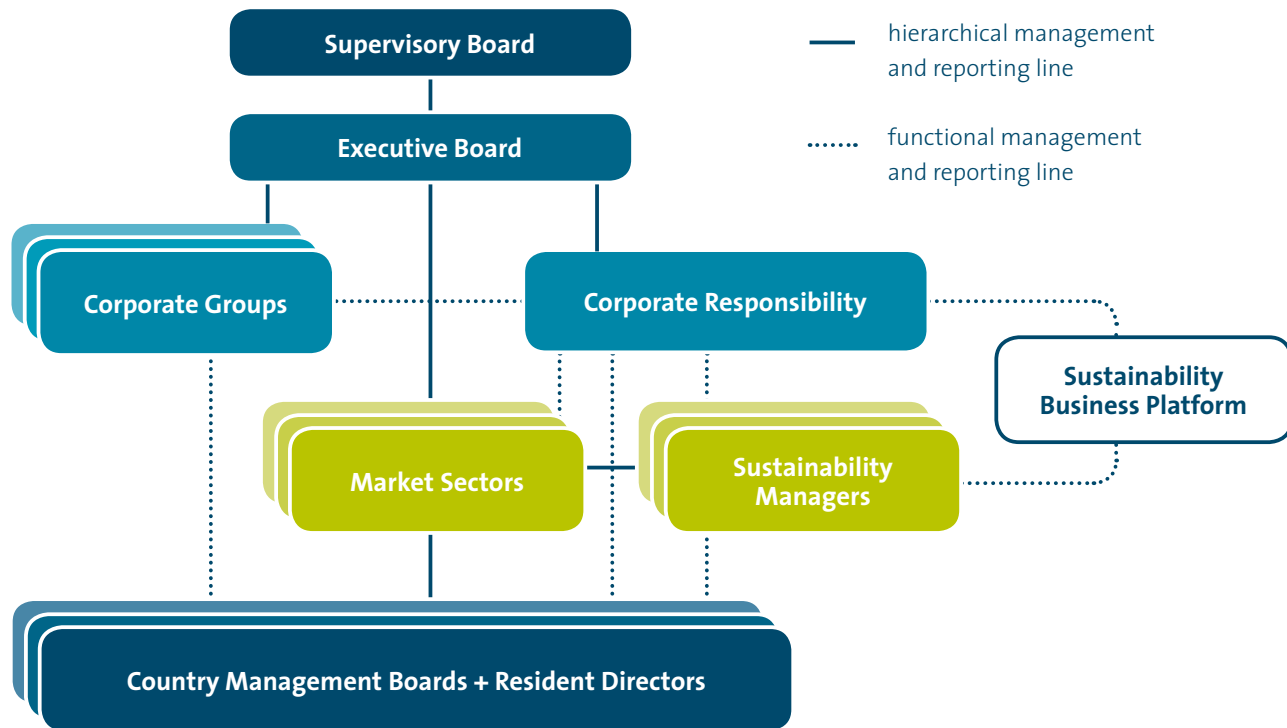 Supervisory Board
hierarchical management
and reporting line
Executive Board
functional management
and reporting line
Corporate Groups
Corporate Responsibility
Sustainability
Business Platform
Market Sectors
Sustainability
Managers
Country Management Boards + Resident Directors